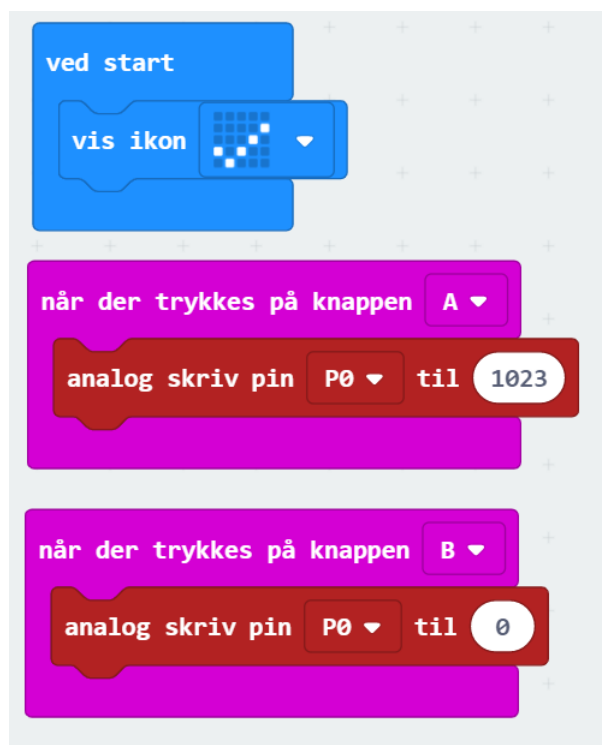 ved start
vis ikon
når der trykkes på knappen A
analog skriv pin P0 til 1023
når der trykkes på knappen B
analog skriv pin P0 til 0